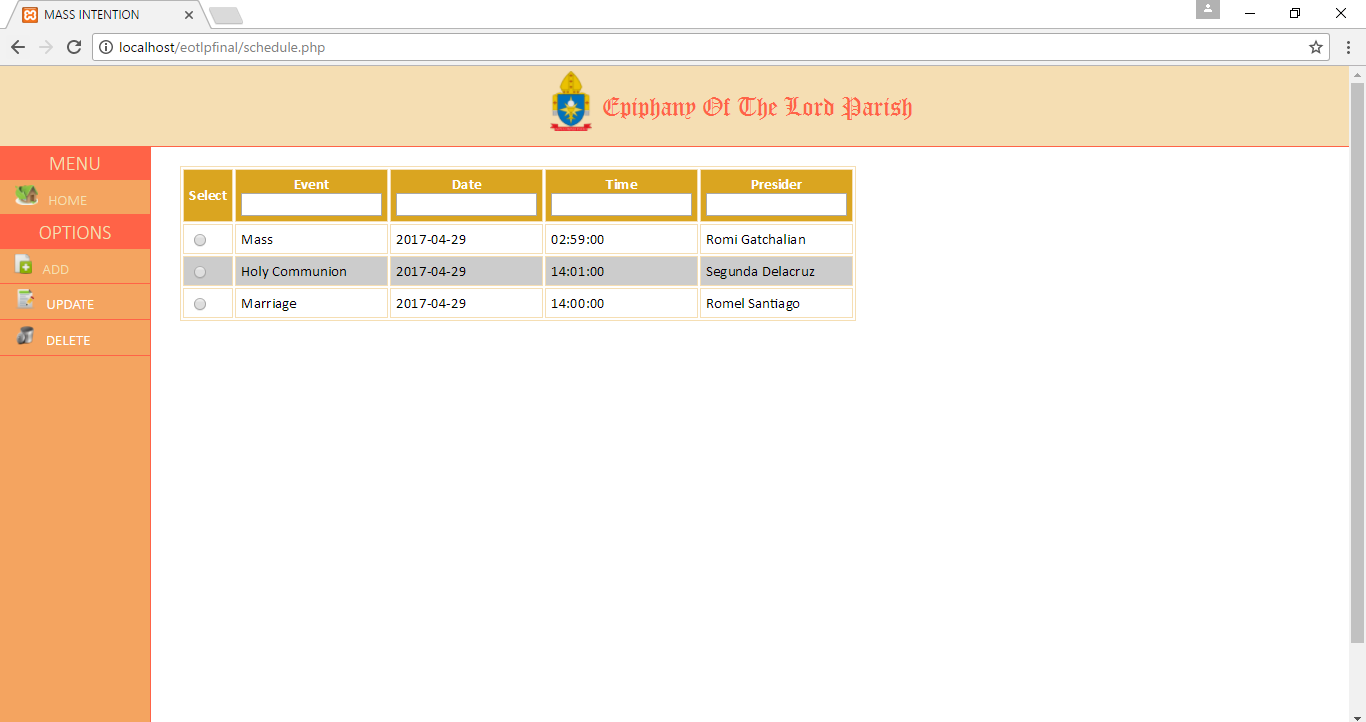 MASS INTENTION
localhost/eotlpfinal/schedule.php
Epiphany Of The Lord Parish
MENU
HOME
OPTIONS
ADD
UPDATE
DELETE
Select Event Date Time Presider
Mass 2017-04-29 02:59:00 Romi Gatchalian
Holy Communion 2017-04-29 14:01:00 Segunda Delacruz
Marriage 2017-04-29 14:00:00 Romel Santiago